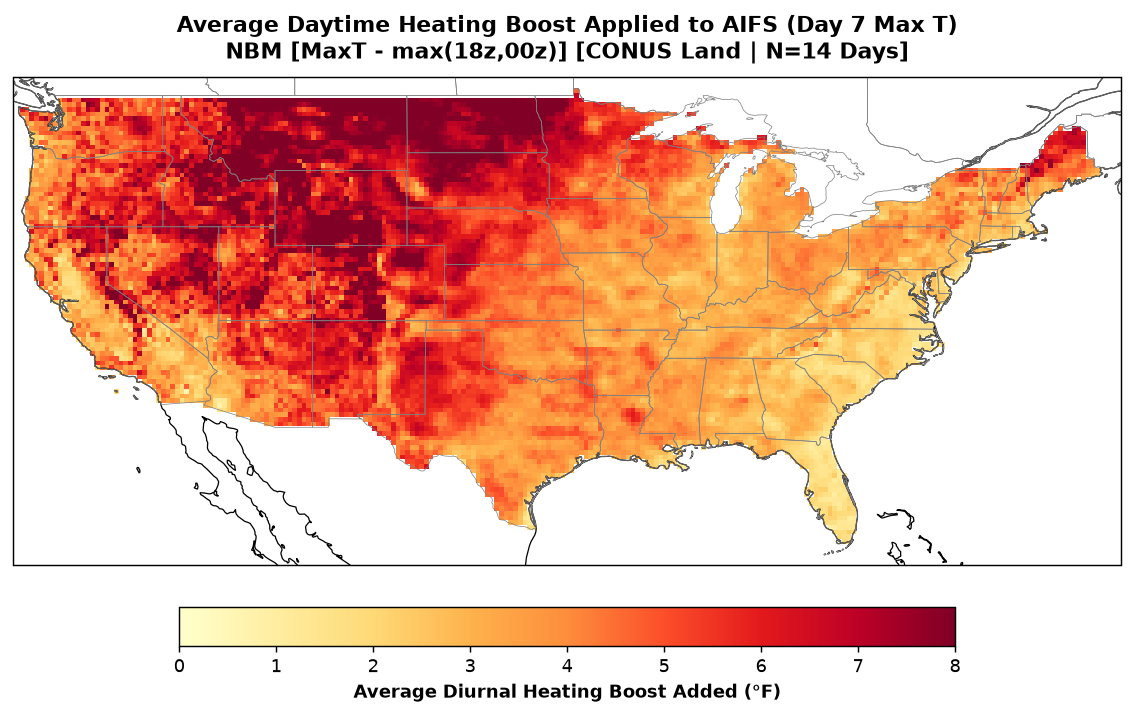 Average Daytime Heating Boost Applied to AIFS (Day 7 Max T)
NBM [MaxT - max(18z,00z)] [CONUS Land | N=14 Days]
0 1 2 3 4 5 6 7 8
Average Diurnal Heating Boost Added (°F)